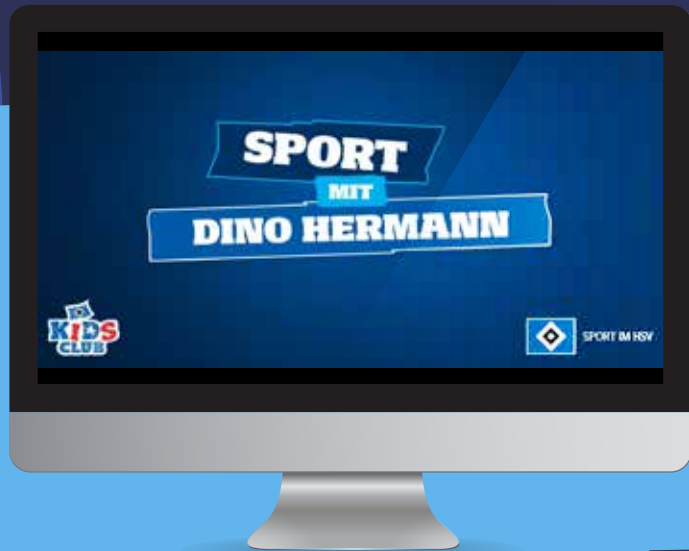 SPORT
MIT
DINO HERMANN
KIDS
CLUB
SPORT IM HSV